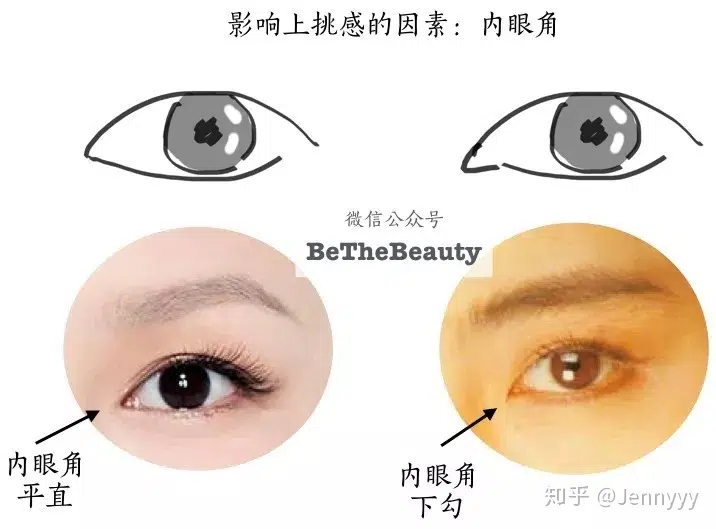 影响上挑感的因素：内眼角
微信公众号
BeTheBeauty
内眼角
平直
内眼角
下勾
知乎 @Jennyyy